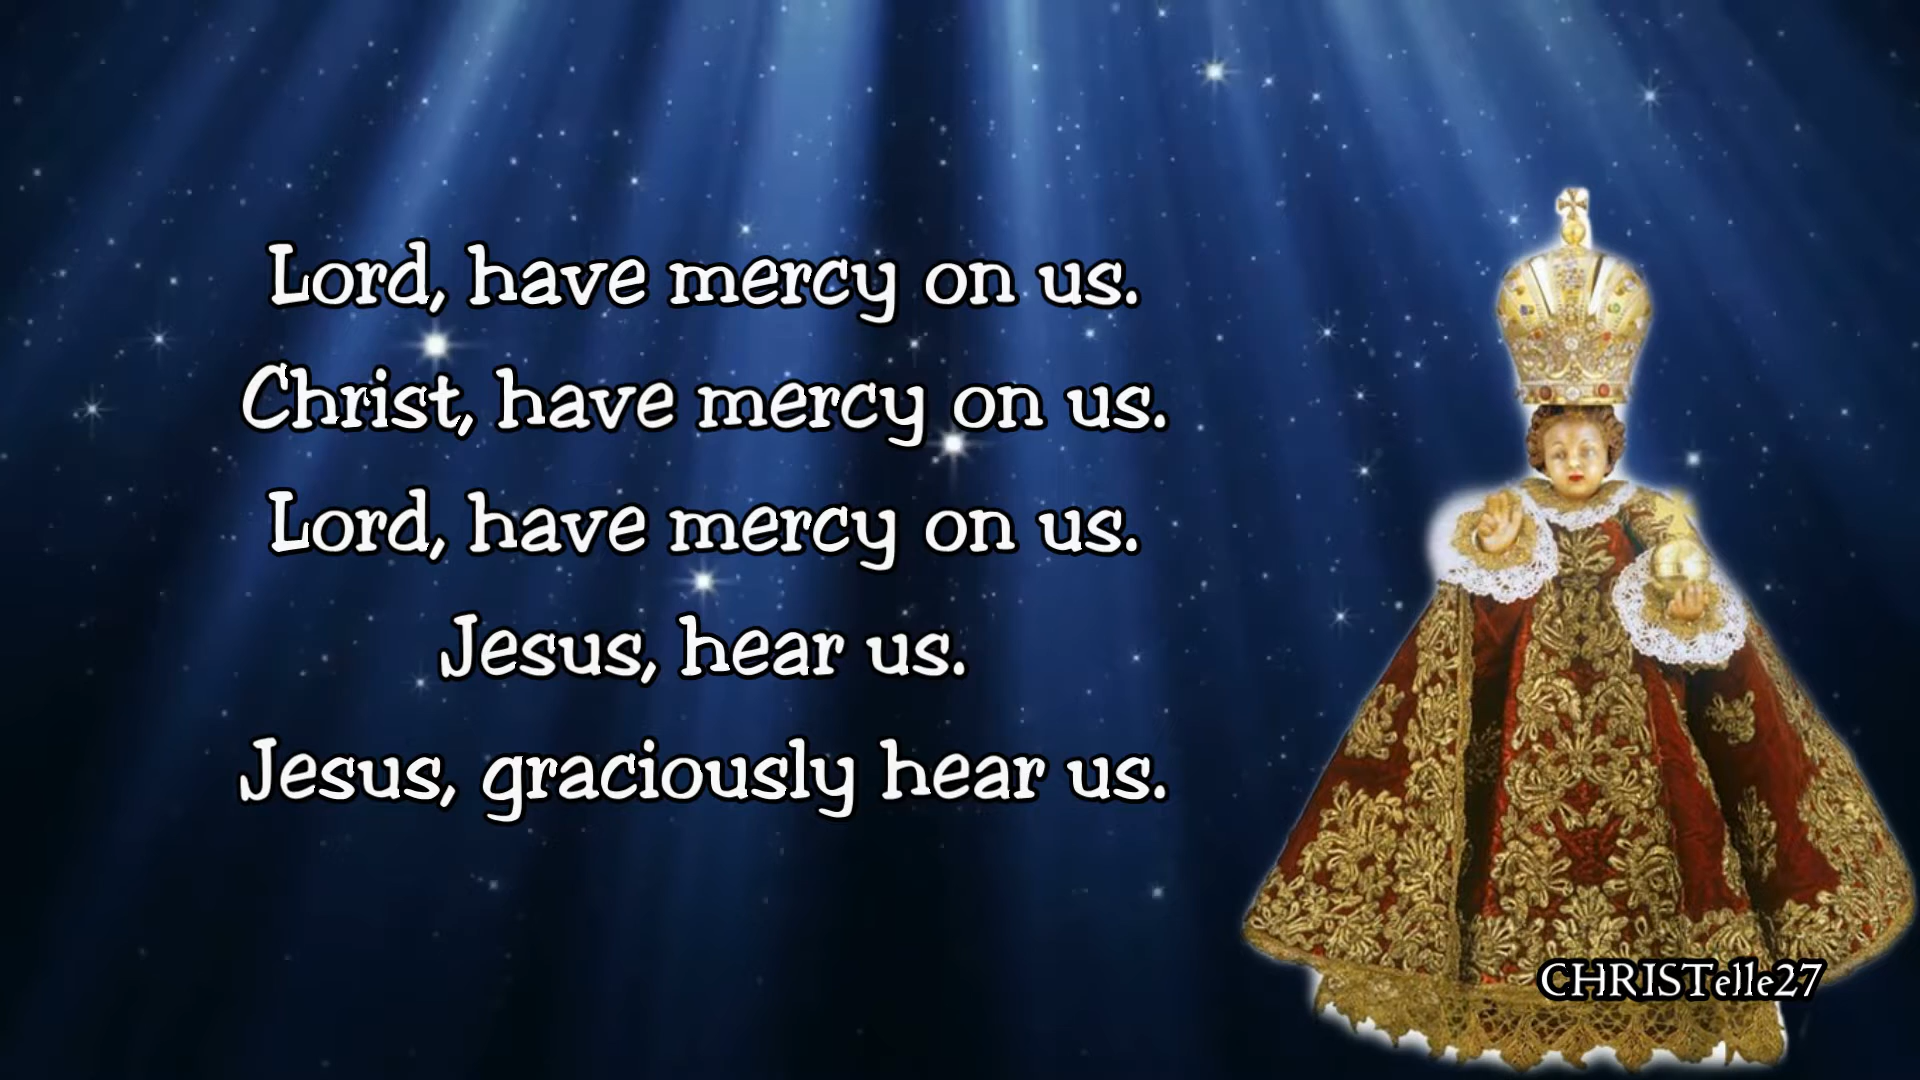 Lord, have mercy on us.
Christ, have mercy on us.
Lord, have mercy on us.
Jesus, hear us.
Jesus, graciously hear us.
CHRISTelle27